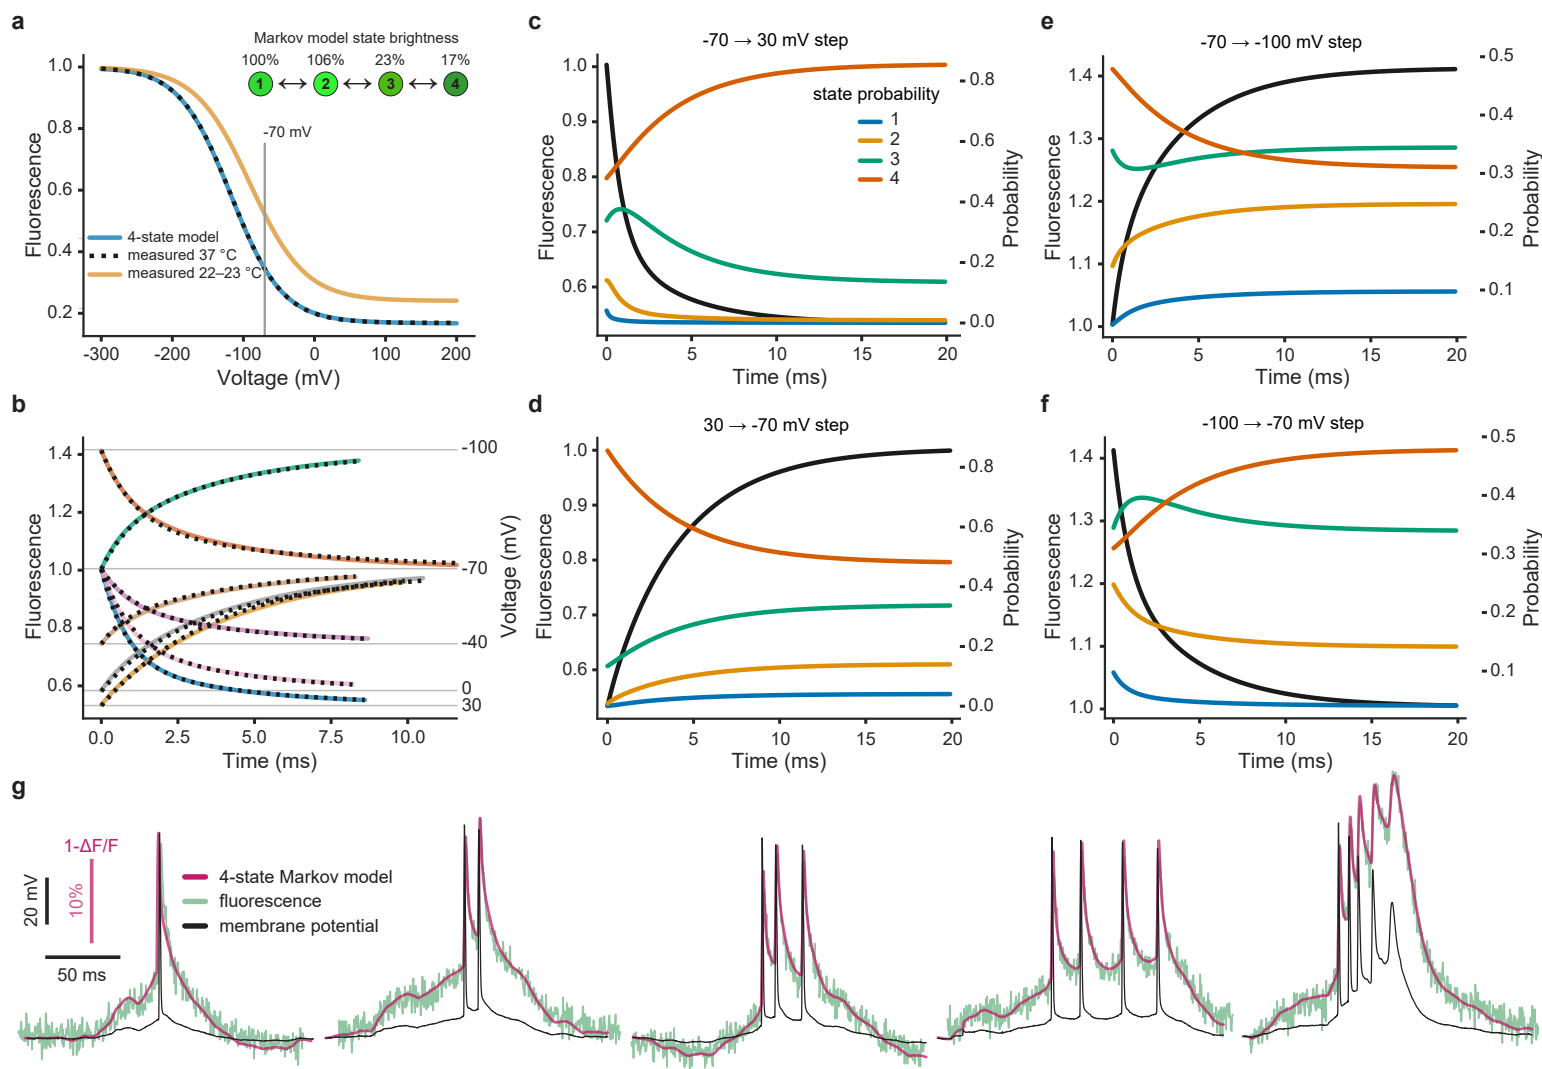 a
Markov model state brightness
100% 106% 23% 17%
1 2 3 4
-70 mV
Fluorescence
1.0
0.8
0.6
0.4
0.2
4-state model
measured 37 °C
measured 22–23 °C
-300 -200 -100 0 100 200
Voltage (mV)
c
-70 → 30 mV step
Fluorescence
1.0
0.9
0.8
0.7
0.6
state probability
1
2
3
4
0.8
0.6
0.4
0.2
0.0
Probability
0 5 10 15 20
Time (ms)
e
-70 → -100 mV step
Fluorescence
1.4
1.3
1.2
1.1
1.0
0.5
0.4
0.3
0.2
0.1
Probability
0 5 10 15 20
Time (ms)
b
Fluorescence
1.4
1.2
1.0
0.8
0.6
-100
-70
-40
0
30
Voltage (mV)
0.0 2.5 5.0 7.5 10.0
Time (ms)
d
30 → -70 mV step
Fluorescence
1.0
0.9
0.8
0.7
0.6
0.8
0.6
0.4
0.2
0.0
Probability
0 5 10 15 20
Time (ms)
f
-100 → -70 mV step
Fluorescence
1.4
1.3
1.2
1.1
1.0
0.5
0.4
0.3
0.2
0.1
Probability
0 5 10 15 20
Time (ms)
g
1-ΔF/F
20 mV
10%
50 ms
4-state Markov model
fluorescence
membrane potential